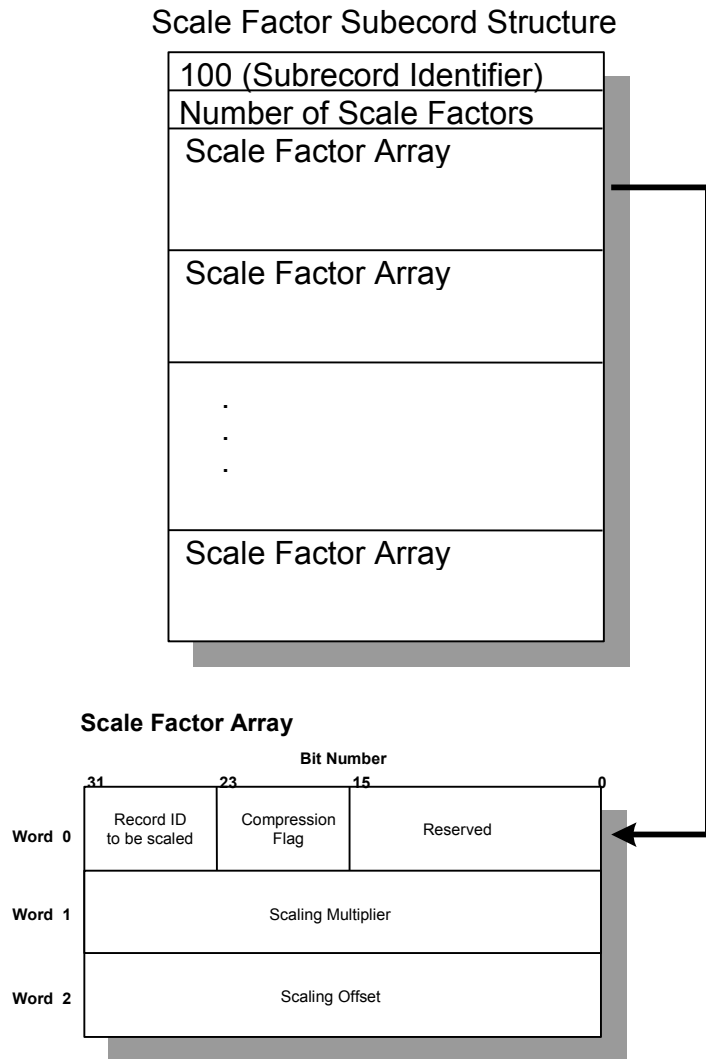 Scale Factor Subecord Structure
100 (Subrecord Identifier)
Number of Scale Factors
Scale Factor Array
Scale Factor Array
.
.
.
Scale Factor Array
Scale Factor Array
Bit Number
31 23 15 0
Word 0
Record ID
to be scaled
Compression
Flag
Reserved
Word 1
Scaling Multiplier
Word 2
Scaling Offset